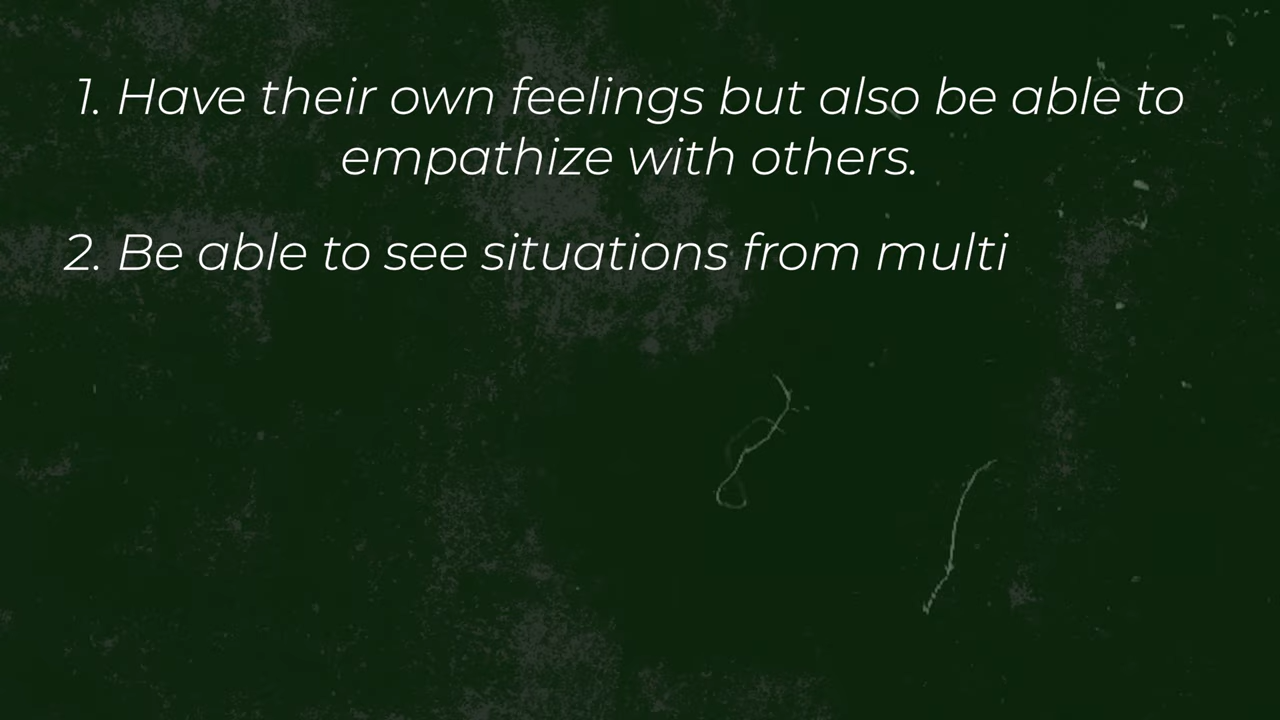 1. Have their own feelings but also be able to
empathize with others.
2. Be able to see situations from multi